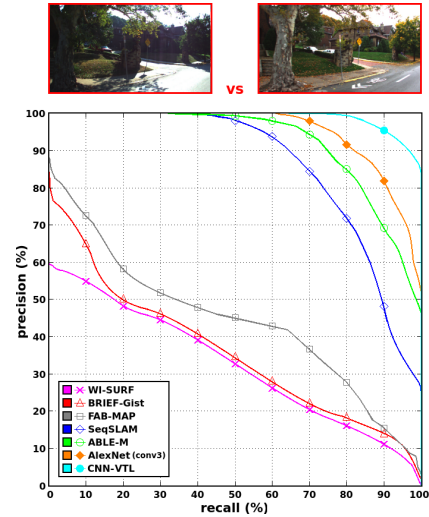 vs
100
90
80
70
60
50
40
30
20
10
0
precision (%)
WI-SURF
BRIEF-Gist
FAB-MAP
SeqSLAM
ABLE-M
AlexNet (conv3)
CNN-VTL
0 10 20 30 40 50 60 70 80 90 100
recall (%)